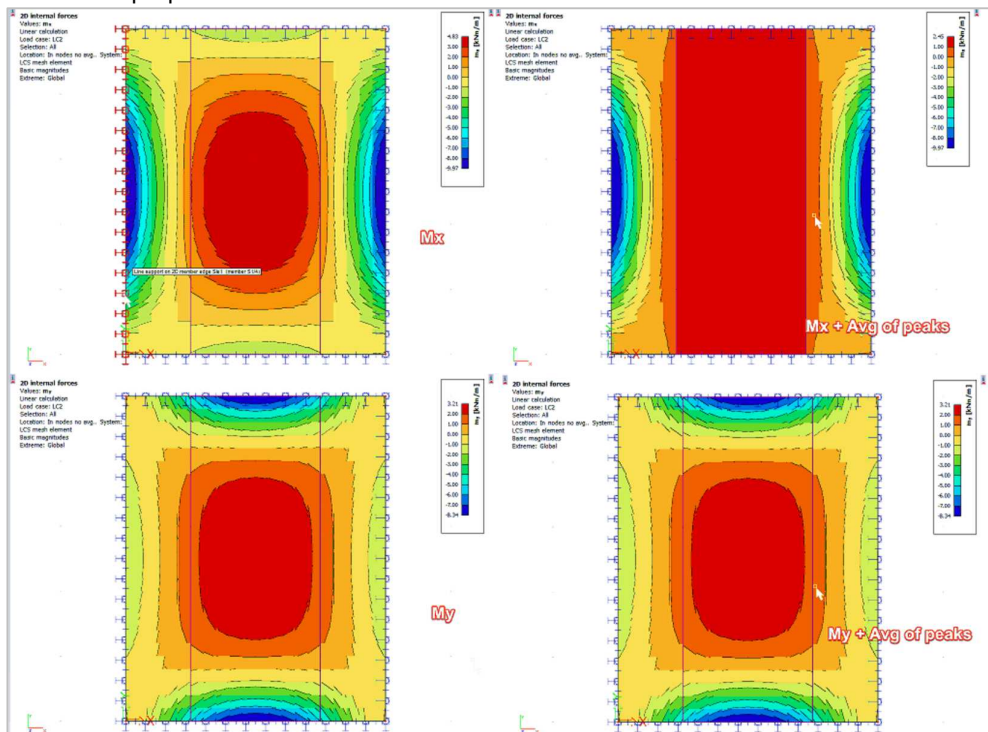 2D internal forces
Values: mx
Linear calculation
Load case: LC2
Selection: All
Location: In nodes no avg.. System:
LCS mesh element
Basic magnitudes
Extreme: Global
4.83
3.00
2.00
1.00
0.00
-1.00
-2.00
-3.00
-4.00
-5.00
-6.00
-7.00
-8.00
-9.97
mx [kNm/m]
Line support on 2D member edge
Mx
2D internal forces
Values: mx
Linear calculation
Load case: LC2
Selection: All
Location: In nodes no avg.. System:
LCS mesh element
Basic magnitudes
Extreme: Global
2.45
1.00
0.00
-1.00
-2.00
-3.00
-4.00
-5.00
-6.00
-7.00
-8.00
-9.97
mx [kNm/m]
Mx + Avg of peaks
2D internal forces
Values: my
Linear calculation
Load case: LC2
Selection: All
Location: In nodes no avg.. System:
LCS mesh element
Basic magnitudes
Extreme: Global
3.21
2.00
1.00
0.00
-1.00
-2.00
-3.00
-4.00
-5.00
-6.00
-7.00
-8.34
my [kNm/m]
My
2D internal forces
Values: my
Linear calculation
Load case: LC2
Selection: All
Location: In nodes no avg.. System:
LCS mesh element
Basic magnitudes
Extreme: Global
3.21
2.00
1.00
0.00
-1.00
-2.00
-3.00
-4.00
-5.00
-6.00
-7.00
-8.34
my [kNm/m]
My + Avg of peaks